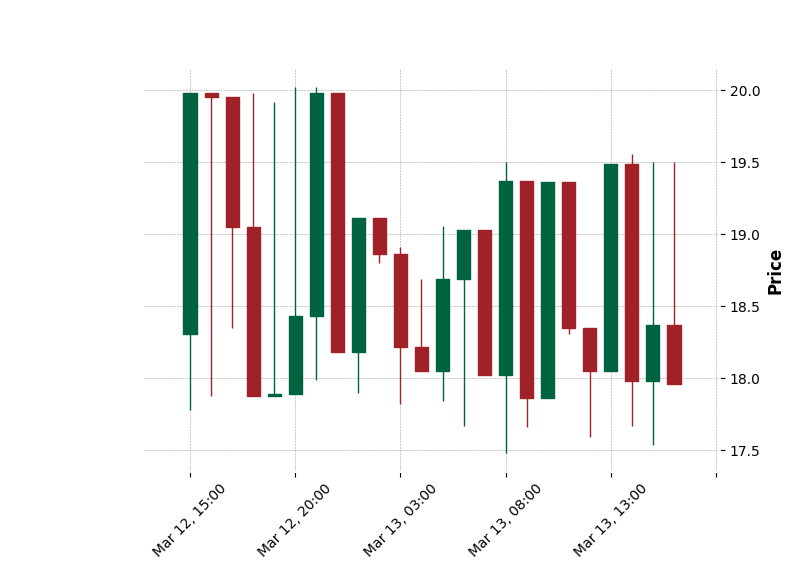 20.0
19.5
19.0
18.5
18.0
17.5
Price
Mar 12, 15:00
Mar 12, 20:00
Mar 13, 03:00
Mar 13, 08:00
Mar 13, 13:00